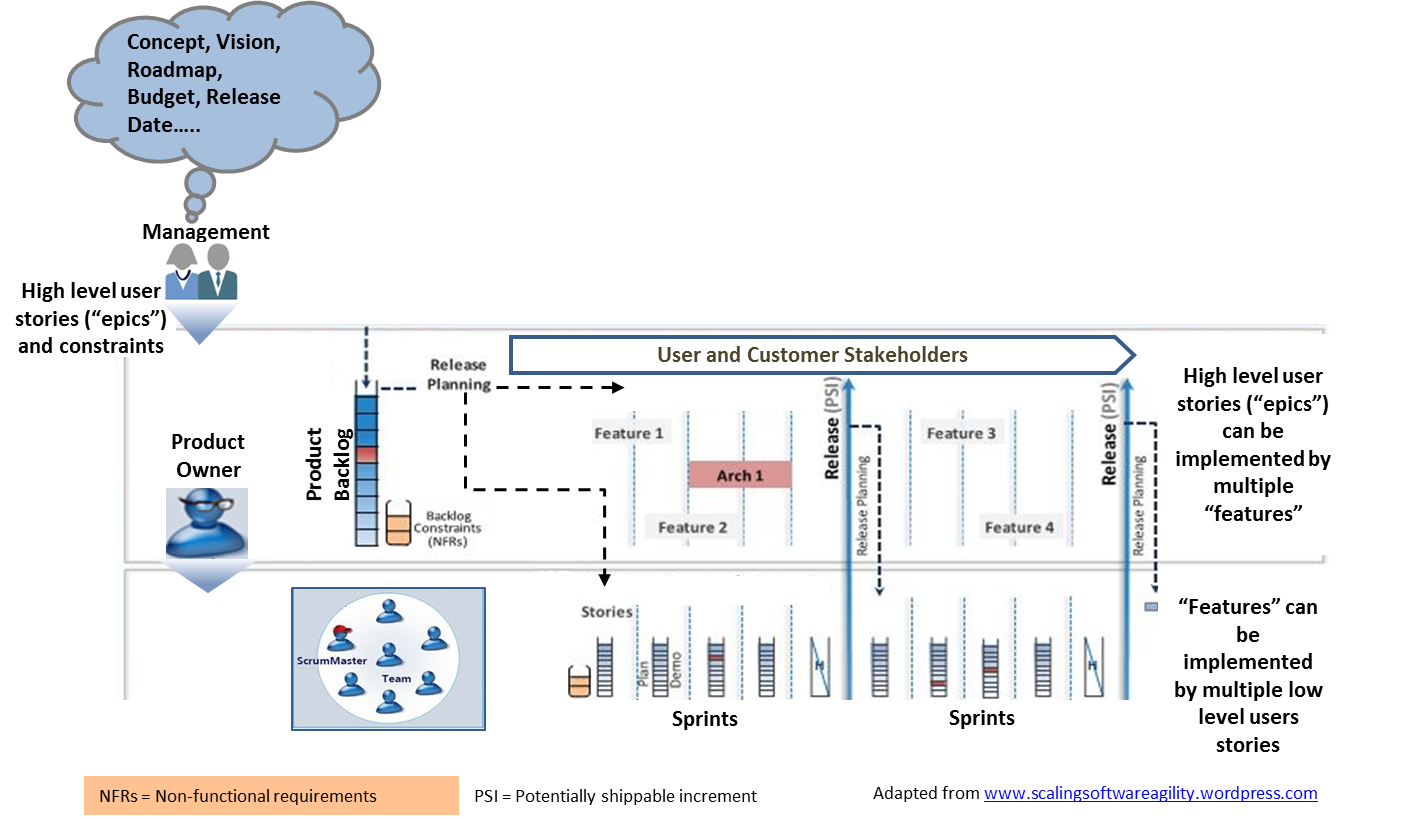 Concept, Vision,
Roadmap,
Budget, Release
Date…..
Management
High level user
stories (“epics”)
and constraints
User and Customer Stakeholders
Release
Planning
Product
Backlog
Product
Owner
Backlog
Constraints
(NFRs)
Feature 1
Arch 1
Feature 2
Release (PSI)
Release Planning
Feature 3
Feature 4
Release (PSI)
Release Planning
High level user
stories (“epics”)
can be
implemented by
multiple
“features”
ScrumMaster
Team
Stories
Plan
Demo
H
H
Sprints
Sprints
“Features” can
be
implemented
by multiple low
level users
stories
NFRs = Non-functional requirements
PSI = Potentially shippable increment
Adapted from www.scalingsoftwareagility.wordpress.com